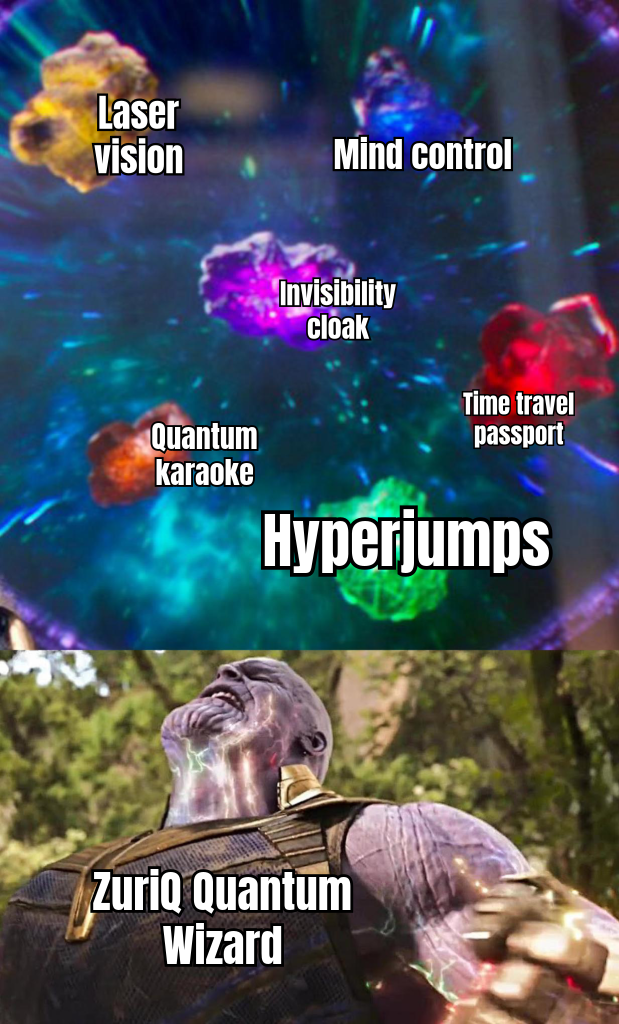 Laser
vision
Mind control
Invisibility
cloak
Time travel
passport
Quantum
karaoke
Hyperjumps
ZuriQ Quantum
Wizard